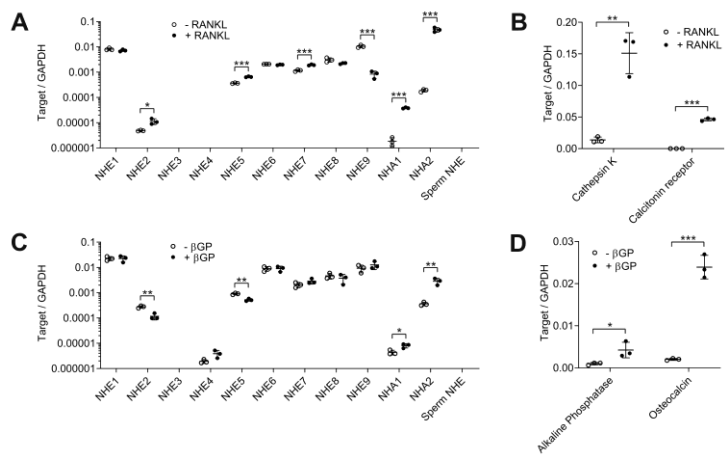 A
- RANKL
+ RANKL
Target / GAPDH
0.1
0.01
0.001
0.0001
0.00001
0.000001
*
***
***
***
***
***
NHE1
NHE2
NHE3
NHE4
NHE5
NHE6
NHE7
NHE8
NHE9
NHA1
NHA2
Sperm NHE
B
- RANKL
+ RANKL
Target / GAPDH
0.20
0.15
0.10
0.05
0.00
**
***
Cathepsin K
Calcitonin receptor
C
- βGP
+ βGP
Target / GAPDH
0.1
0.01
0.001
0.0001
0.00001
0.000001
**
**
*
**
NHE1
NHE2
NHE3
NHE4
NHE5
NHE6
NHE7
NHE8
NHE9
NHA1
NHA2
Sperm NHE
D
- βGP
+ βGP
Target / GAPDH
0.03
0.02
0.01
0.00
*
***
Alkaline Phosphatase
Osteocalcin